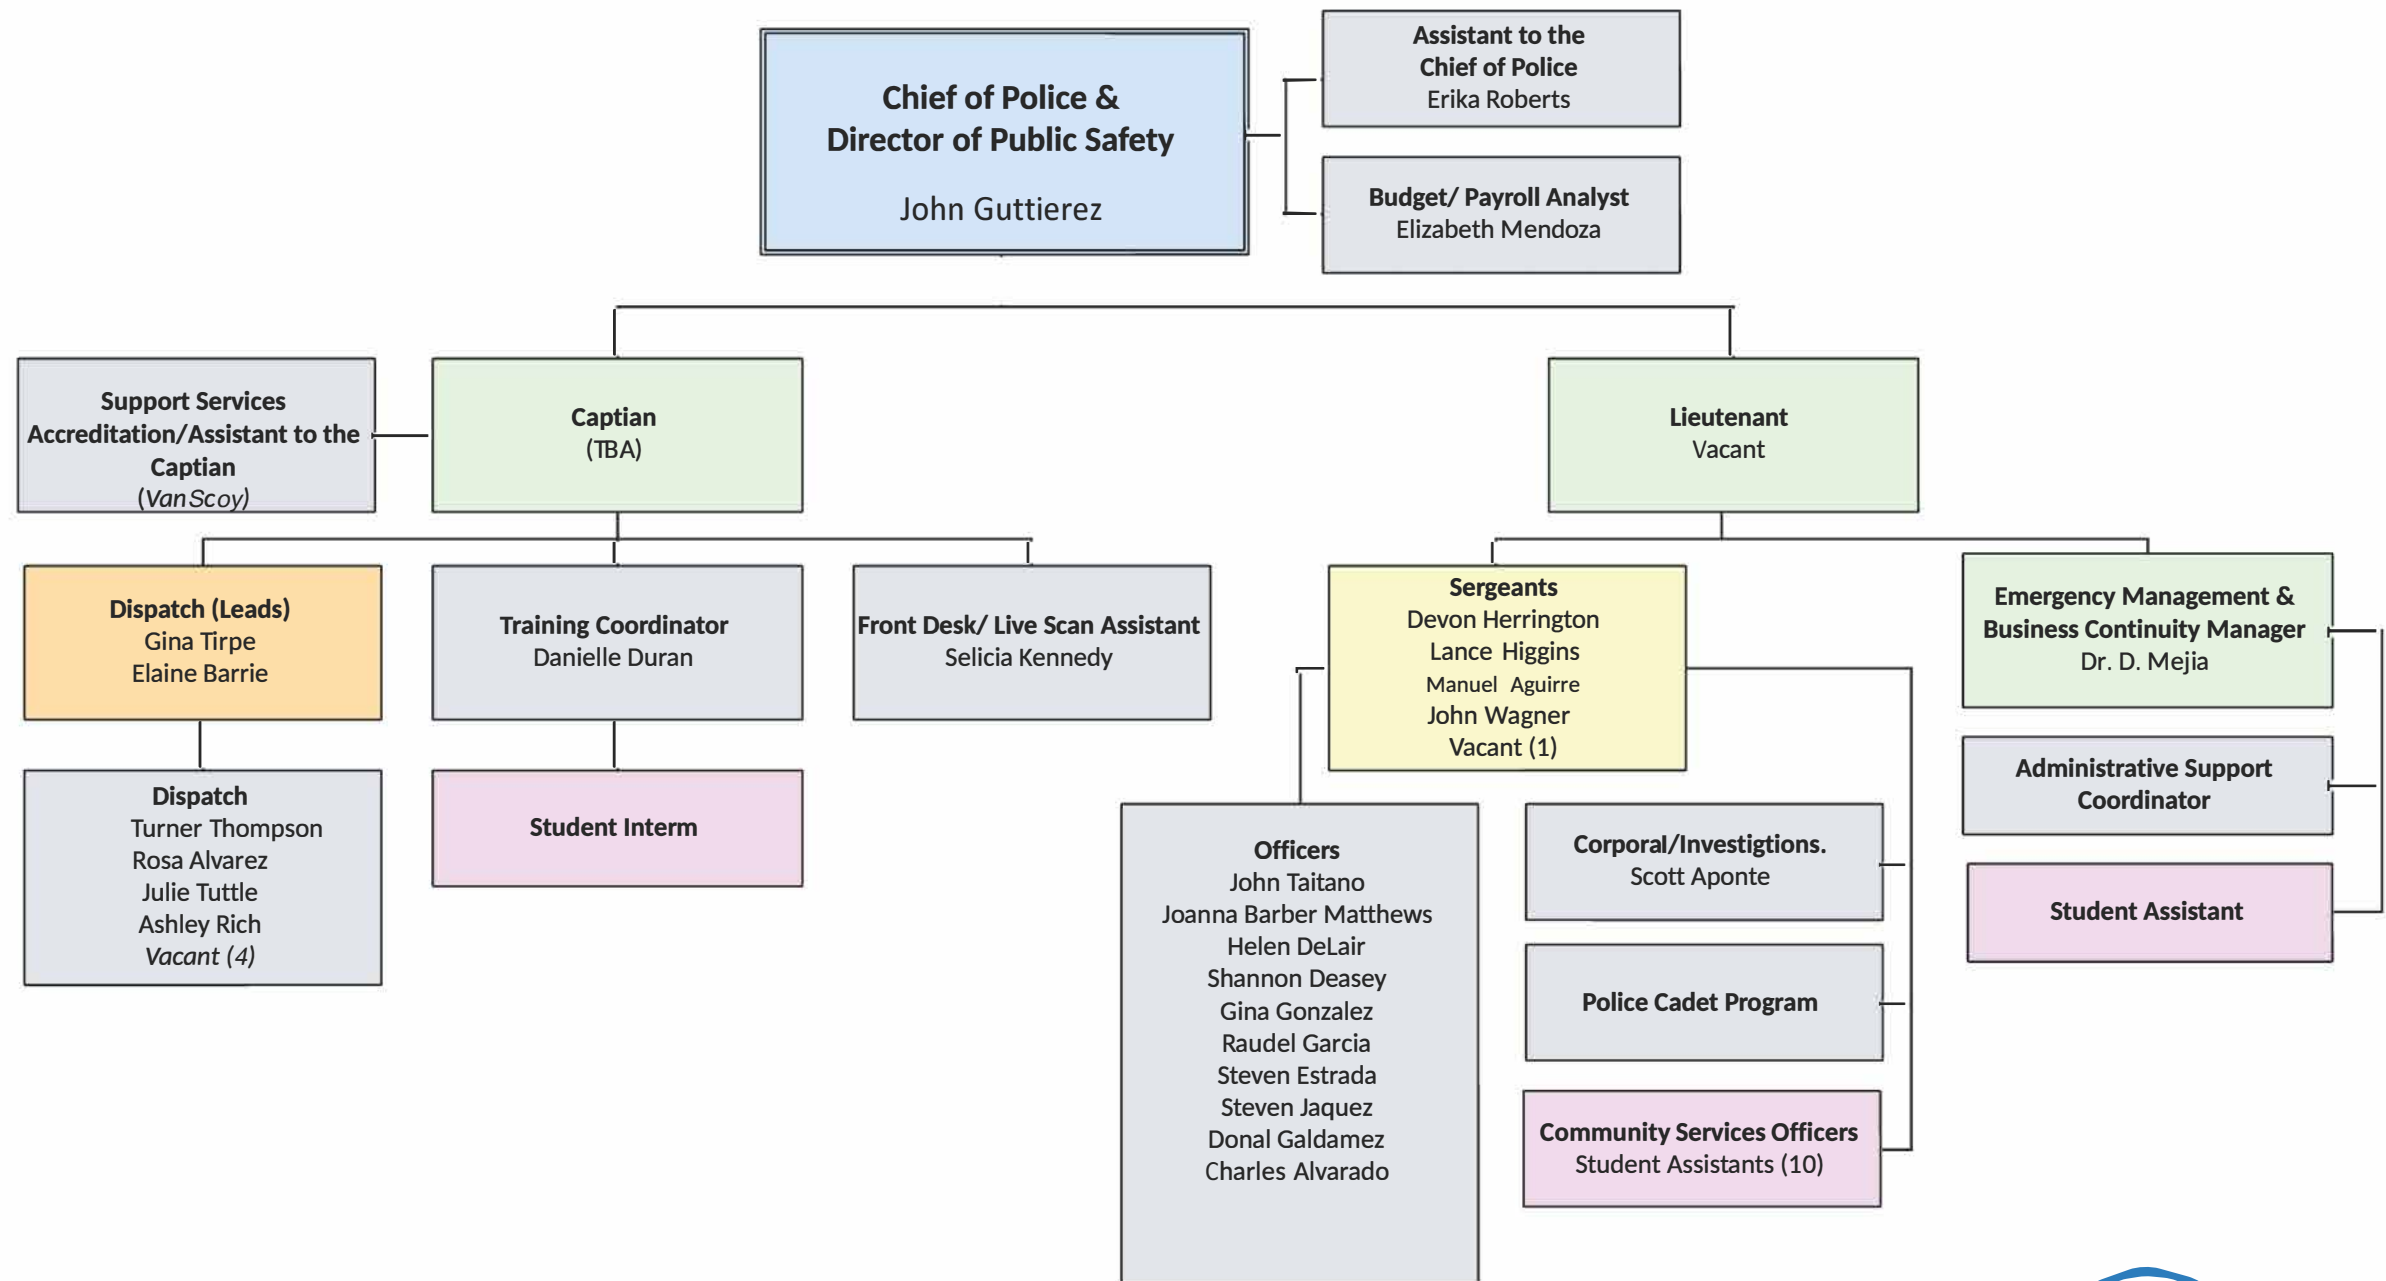 Chief of Police &
Director of Public Safety
John Guttierez
Assistant to the
Chief of Police
Erika Roberts
Budget/ Payroll Analyst
Elizabeth Mendoza
Support Services
Accreditation/Assistant to the
Captian
(VanScoy)
Captian
(TBA)
Lieutenant
Vacant
Dispatch (Leads)
Gina Tirpe
Elaine Barrie
Training Coordinator
Danielle Duran
Front Desk/ Live Scan Assistant
Selicia Kennedy
Sergeants
Devon Herrington
Lance Higgins
Manuel Aguirre
John Wagner
Vacant (1)
Emergency Management &
Business Continuity Manager
Dr. D. Mejia
Dispatch
Turner Thompson
Rosa Alvarez
Julie Tuttle
Ashley Rich
Vacant (4)
Student Interm
Officers
John Taitano
Joanna Barber Matthews
Helen DeLair
Shannon Deasey
Gina Gonzalez
Raudel Garcia
Steven Estrada
Steven Jaquez
Donal Galdamez
Charles Alvarado
Corporal/Investigtions.
Scott Aponte
Police Cadet Program
Community Services Officers
Student Assistants (10)
Administrative Support
Coordinator
Student Assistant